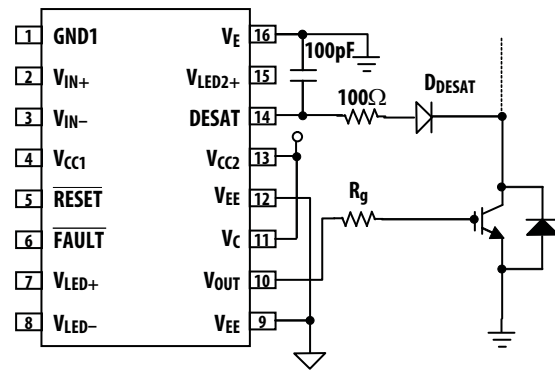 1 GND1
2 VIN+
3 VIN–
4 VCC1
5 RESET
6 FAULT
7 VLED+
8 VLED–
VE 16
VLED2+ 15
DESAT 14
VCC2 13
VEE 12
VC 11
VOUT 10
VEE 9
100pF
100Ω
DDESAT
Rg